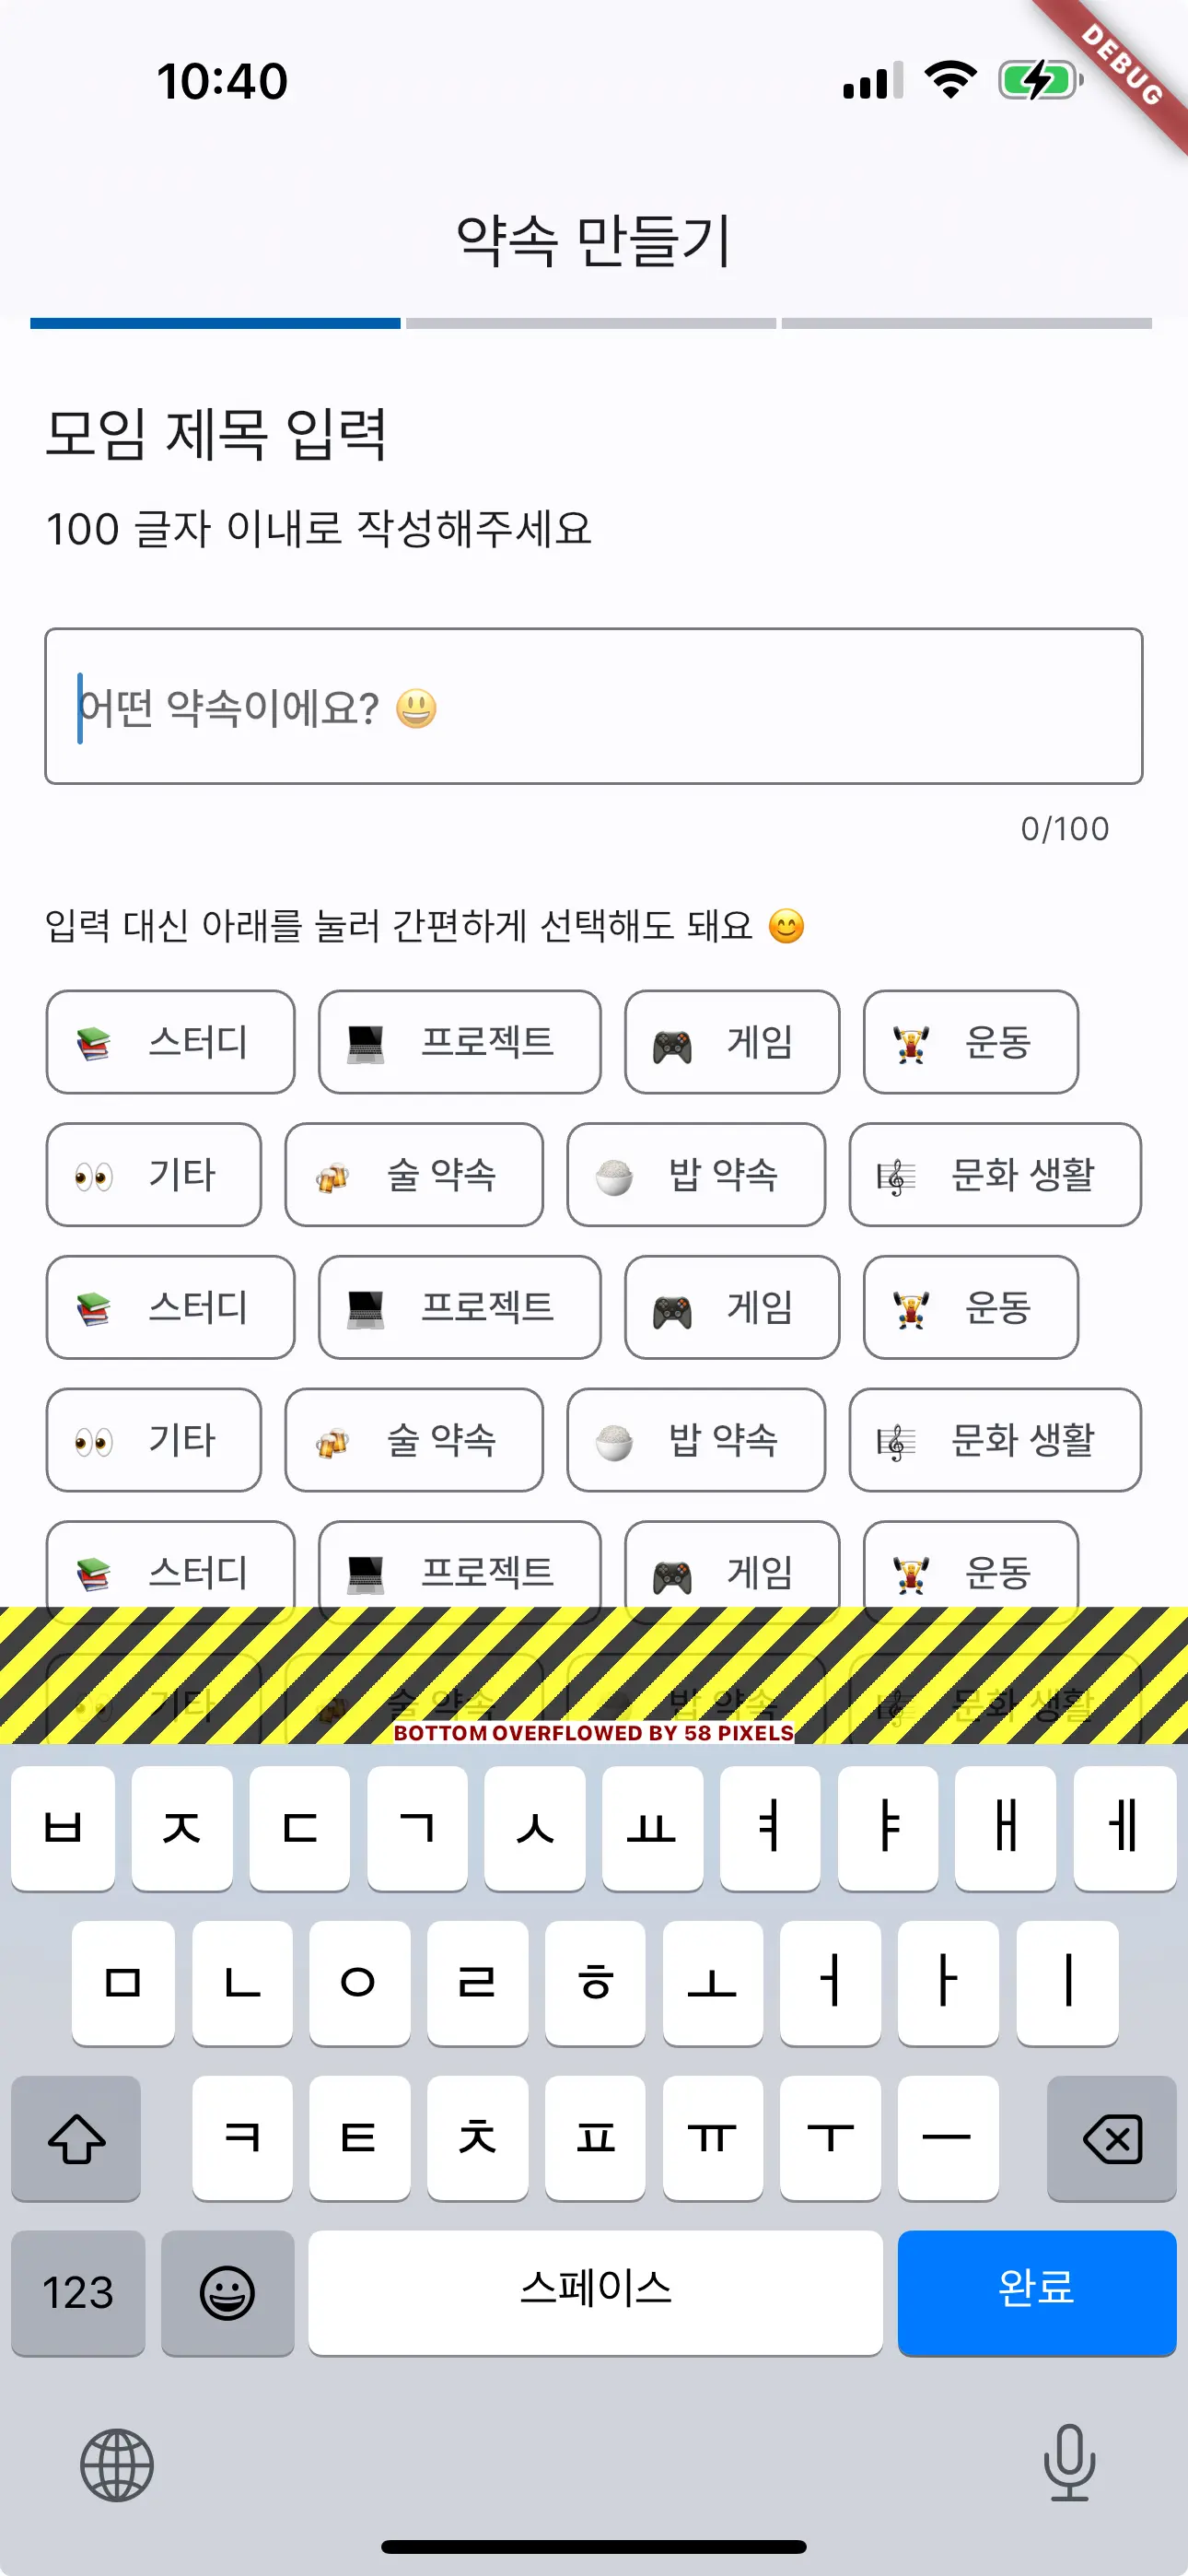 10:40
DEBUG
약속 만들기
모임 제목 입력
100 글자 이내로 작성해주세요
어떤 약속이에요? 😃
0/100
입력 대신 아래를 눌러 간편하게 선택해도 돼요 😊
📚 스터디 💻 프로젝트 🎮 게임 🏋️ 운동
👀 기타 🍻 술 약속 🍚 밥 약속 🎼 문화 생활
📚 스터디 💻 프로젝트 🎮 게임 🏋️ 운동
👀 기타 🍻 술 약속 🍚 밥 약속 🎼 문화 생활
📚 스터디 💻 프로젝트 🎮 게임 🏋️ 운동
👀 기타 🍻 술 약속 🍚 밥 약속 🎼 문화 생활
BOTTOM OVERFLOWED BY 58 PIXELS
ㅂ ㅈ ㄷ ㄱ ㅅ ㅛ ㅕ ㅑ ㅐ ㅔ
ㅁ ㄴ ㅇ ㄹ ㅎ ㅗ ㅓ ㅏ ㅣ
ㅋ ㅌ ㅊ ㅍ ㅠ ㅜ ㅡ
123 스페이스 완료